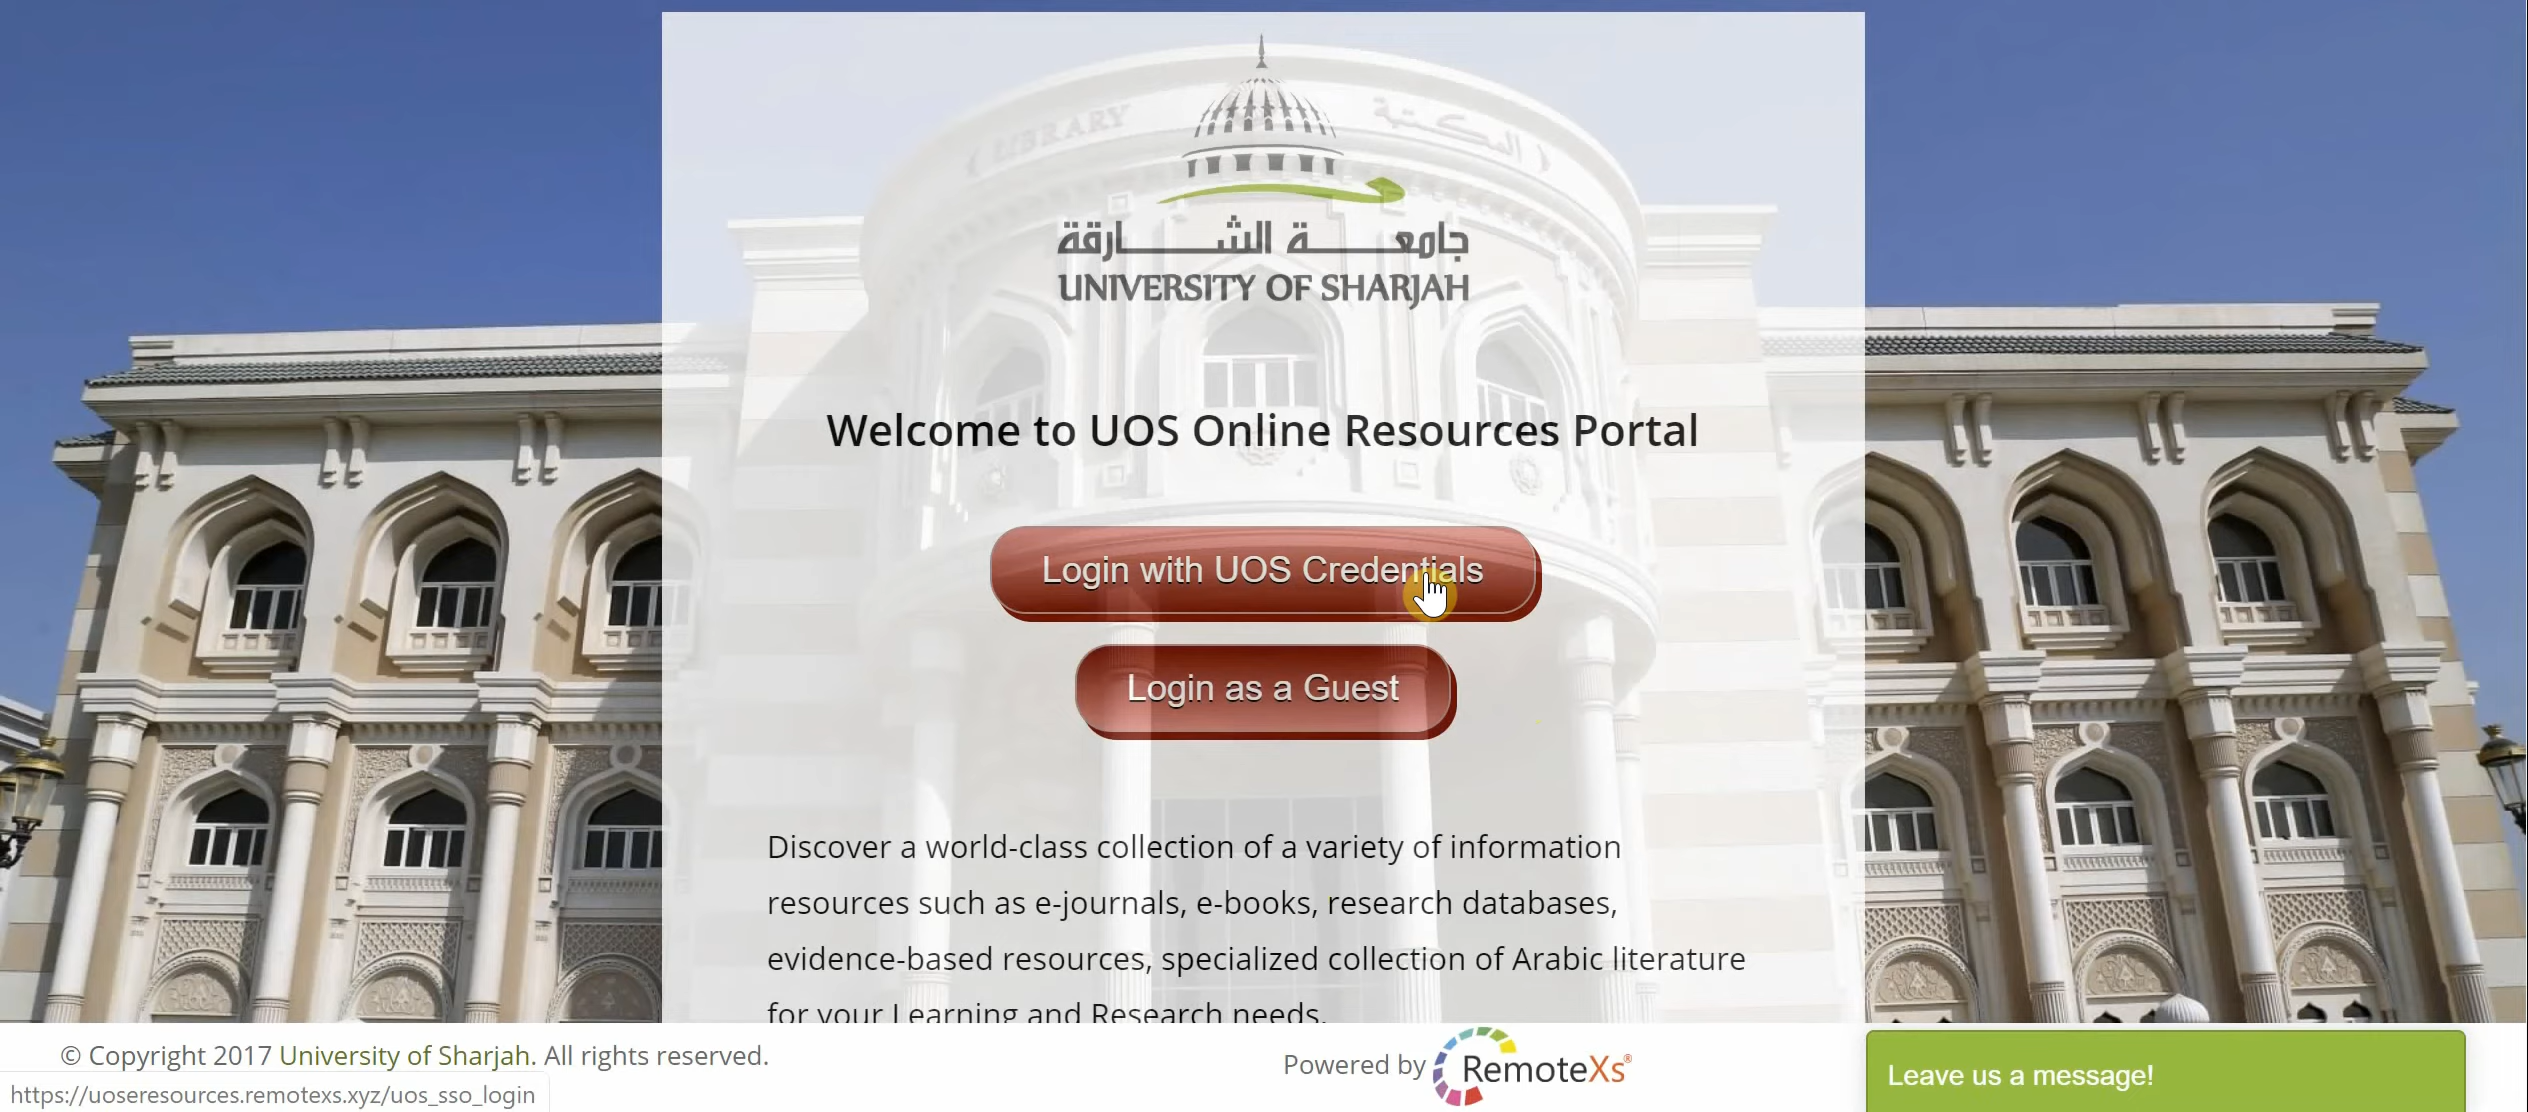 LIBRARY المكتبة
جامعة الشارقة
UNIVERSITY OF SHARJAH
Welcome to UOS Online Resources Portal
Login with UOS Credentials
Login as a Guest
Discover a world-class collection of a variety of information
resources such as e-journals, e-books, research databases,
evidence-based resources, specialized collection of Arabic literature
for your Learning and Research needs.
© Copyright 2017 University of Sharjah. All rights reserved.
Powered by RemoteXs®
Leave us a message!
https://uoseresources.remotexs.xyz/uos_sso_login